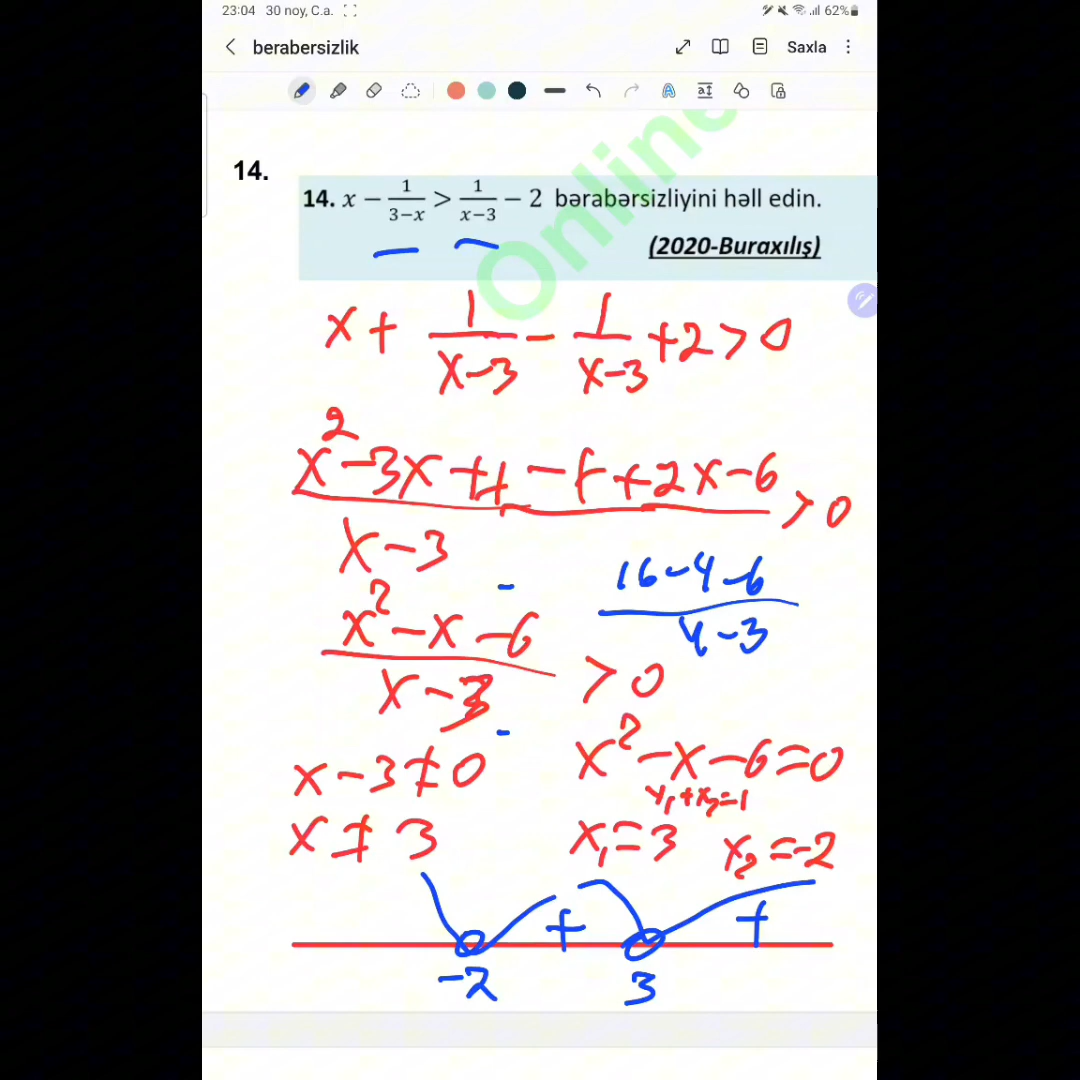 23:04 30 noy, C.a. 62%
berabersizlik
Saxla
14.
14. x − 1/(3−x) > 1/(x−3) − 2 bərabərsizliyini həll edin.
(2020-Buraxılış)
Online
x + 1/(x−3) − 1/(x−3) + 2 > 0
(x² − 3x + 1 − 1 + 2x − 6)/(x − 3) > 0
(16 − 4 − 6)/(4 − 3)
(x² − x − 6)/(x − 3) > 0
x − 3 ≠ 0
x² − x − 6 = 0
x₁ + x₂ = 1
x ≠ 3
x₁ = 3 x₂ = −2
+ +
−2 3